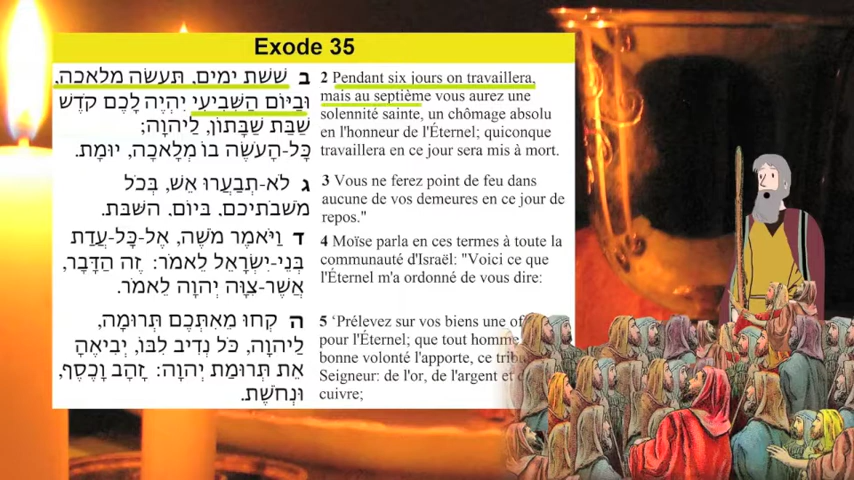 Exode 35
ב שֵׁשֶׁת יָמִים, תֵּעָשֶׂה מְלָאכָה,
וּבַיּוֹם הַשְּׁבִיעִי יִהְיֶה לָכֶם קֹדֶשׁ
שַׁבַּת שַׁבָּתוֹן, לַיהוָה;
כָּל-הָעֹשֶׂה בוֹ מְלָאכָה, יוּמָת.
ג לֹא-תְבַעֲרוּ אֵשׁ, בְּכֹל
מֹשְׁבֹתֵיכֶם, בְּיוֹם, הַשַּׁבָּת.
ד וַיֹּאמֶר מֹשֶׁה, אֶל-כָּל-עֲדַת
בְּנֵי-יִשְׂרָאֵל לֵאמֹר: זֶה הַדָּבָר,
אֲשֶׁר-צִוָּה יְהוָה לֵאמֹר.
ה קְחוּ מֵאִתְּכֶם תְּרוּמָה,
לַיהוָה, כֹּל נְדִיב לִבּוֹ, יְבִיאֶהָ
אֵת תְּרוּמַת יְהוָה: זָהָב וָכֶסֶף,
וּנְחֹשֶׁת.
2 Pendant six jours on travaillera,
mais au septième vous aurez une
solennité sainte, un chômage absolu
en l'honneur de l'Éternel; quiconque
travaillera en ce jour sera mis à mort.
3 Vous ne ferez point de feu dans
aucune de vos demeures en ce jour de
repos."
4 Moïse parla en ces termes à toute la
communauté d'Israël: "Voici ce que
l'Éternel m'a ordonné de vous dire:
5 ‘Prélevez sur vos biens une
pour l'Éternel; que tout homme
bonne volonté l'apporte, ce
Seigneur: de l'or, de l'argent et
cuivre;